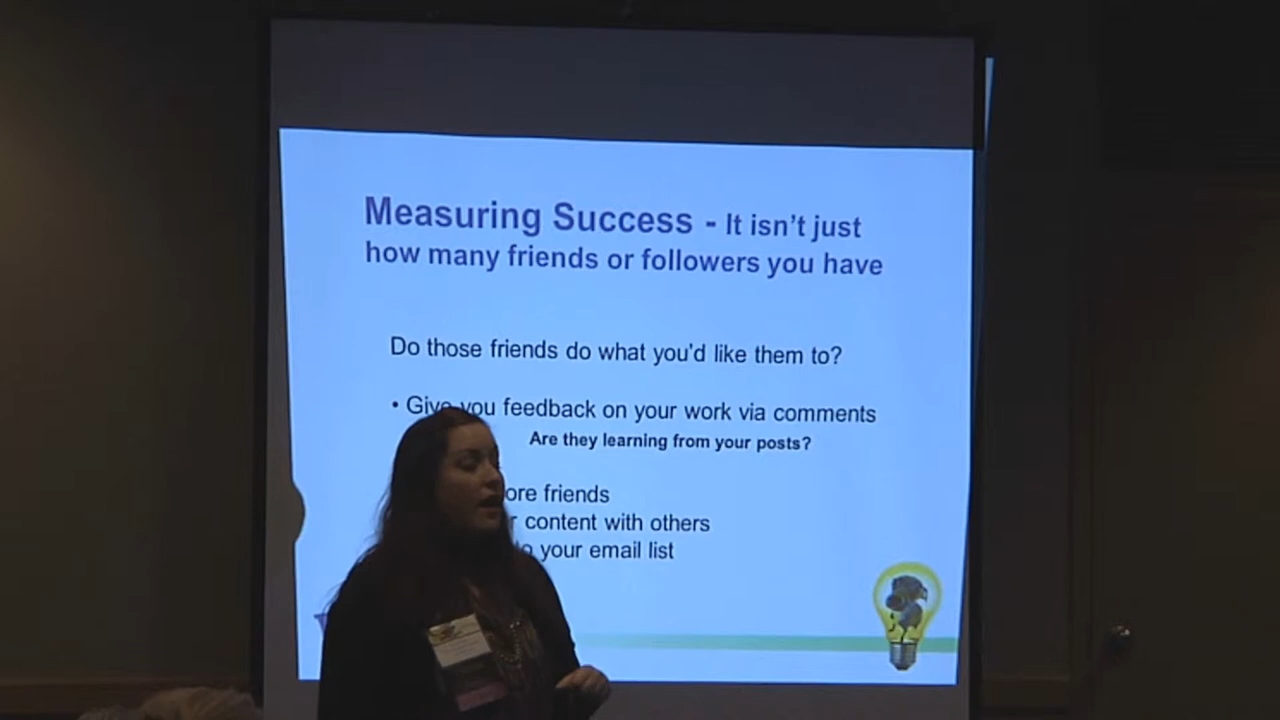 Measuring Success - It isn't just
how many friends or followers you have
Do those friends do what you'd like them to?
• Give you feedback on your work via comments
Are they learning from your posts?
friends
content with others
your email list